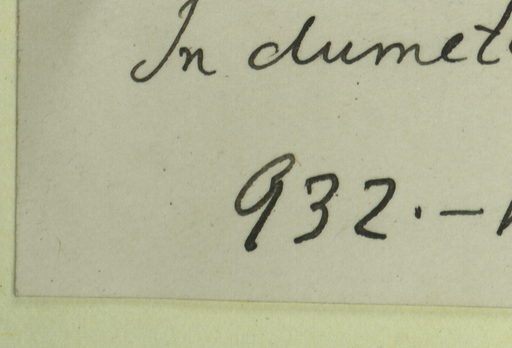 In dumet
932.-